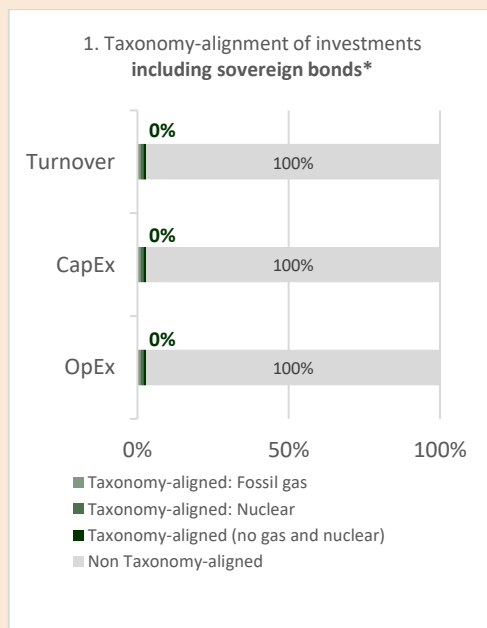 1. Taxonomy-alignment of investments
including sovereign bonds*
0%
Turnover 100%
0%
CapEx 100%
0%
OpEx 100%
0% 50% 100%
Taxonomy-aligned: Fossil gas
Taxonomy-aligned: Nuclear
Taxonomy-aligned (no gas and nuclear)
Non Taxonomy-aligned